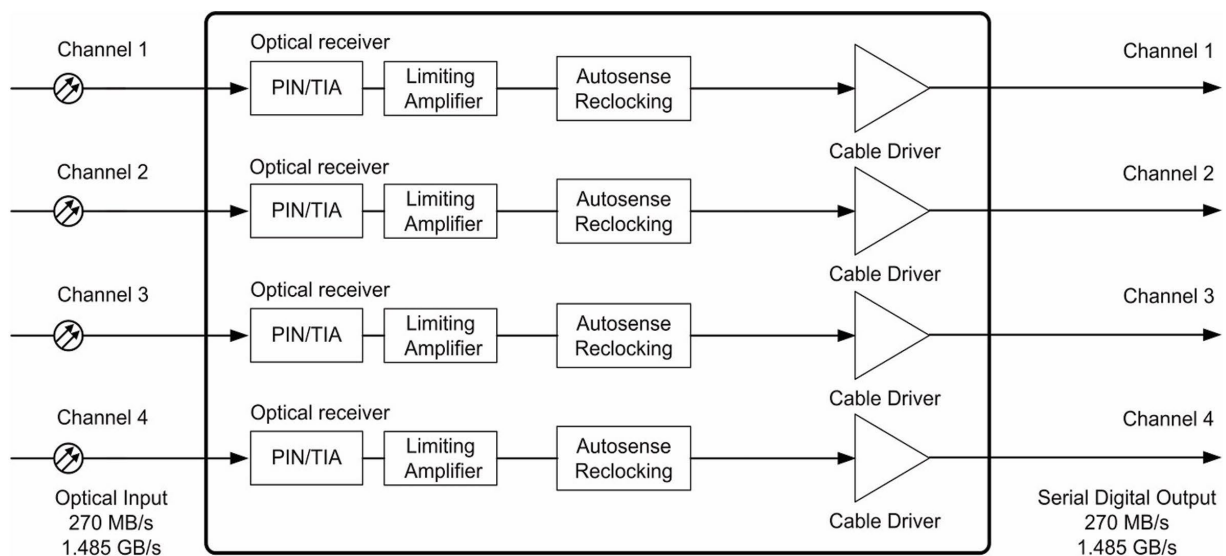 Channel 1
Optical receiver
PIN/TIA
Limiting
Amplifier
Autosense
Reclocking
Cable Driver
Channel 1
Channel 2
Optical receiver
PIN/TIA
Limiting
Amplifier
Autosense
Reclocking
Cable Driver
Channel 2
Channel 3
Optical receiver
PIN/TIA
Limiting
Amplifier
Autosense
Reclocking
Cable Driver
Channel 3
Channel 4
Optical receiver
PIN/TIA
Limiting
Amplifier
Autosense
Reclocking
Cable Driver
Channel 4
Optical Input
270 MB/s
1.485 GB/s
Serial Digital Output
270 MB/s
1.485 GB/s